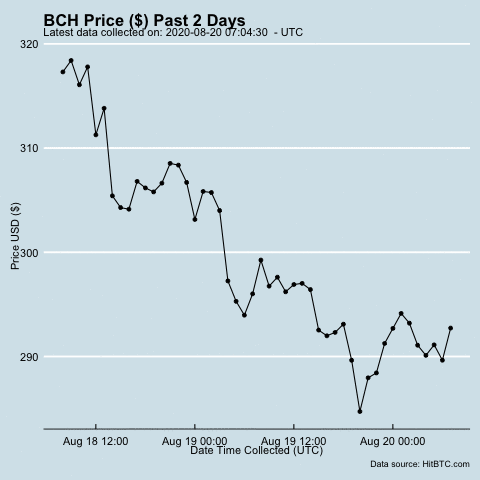 BCH Price ($) Past 2 Days
Latest data collected on: 2020-08-20 07:04:30 - UTC
320
310
300
290
Price USD ($)
Aug 18 12:00 Aug 19 00:00 Aug 19 12:00 Aug 20 00:00
Date Time Collected (UTC)
Data source: HitBTC.com